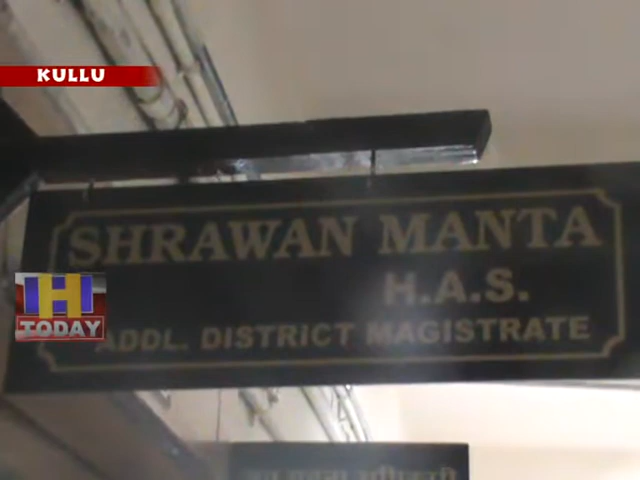 KULLU
SHRAWAN MANTA
H.A.S.
ADDL. DISTRICT MAGISTRATE
H
TODAY